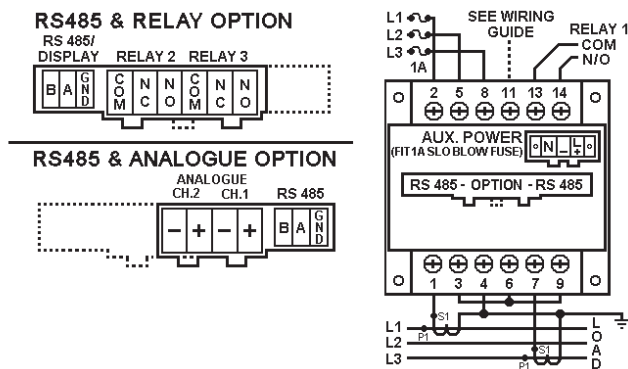 RS485 & RELAY OPTION
RS 485/
DISPLAY RELAY 2 RELAY 3
B A GND COM NC NO COM NC NO
RS485 & ANALOGUE OPTION
ANALOGUE
CH.2 CH.1 RS 485
- + - + B A GND
L1
L2
L3
1A
SEE WIRING
GUIDE
RELAY 1
COM
N/O
2 5 8 11 13 14
AUX. POWER
(FIT 1A SLO BLOW FUSE)
N - L +
RS 485 - OPTION - RS 485
1 3 4 6 7 9
S1
L1
P1
L2
S1
L3
P1
LOAD